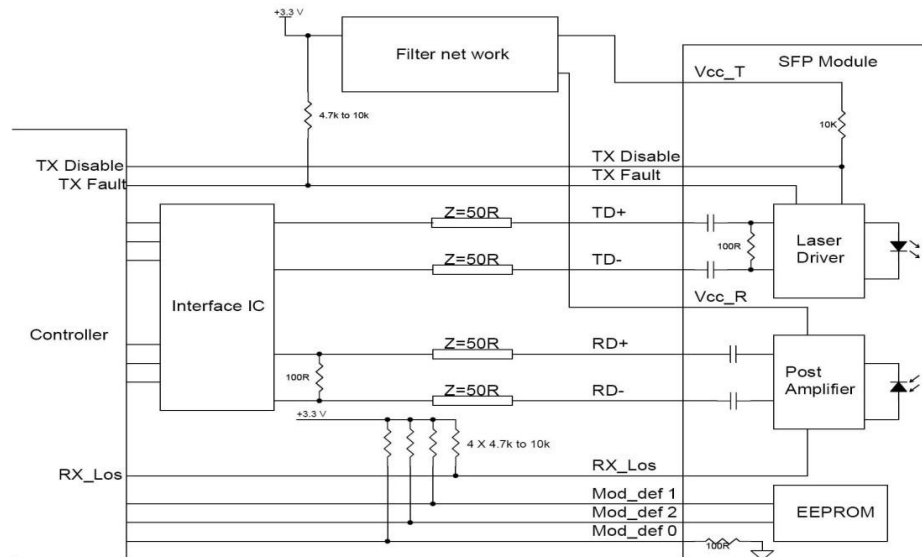 +3.3 V
Filter net work
SFP Module
Vcc_T
4.7k to 10k
10K
TX Disable
TX Disable
TX Fault
TX Fault
Z=50R
TD+
100R
Laser
Driver
Z=50R
TD-
Interface IC
Vcc_R
Controller
Z=50R
RD+
100R
Post
Amplifier
Z=50R
RD-
+3.3 V
4 X 4.7k to 10k
RX_Los
RX_Los
Mod_def 1
EEPROM
Mod_def 2
Mod_def 0
100R